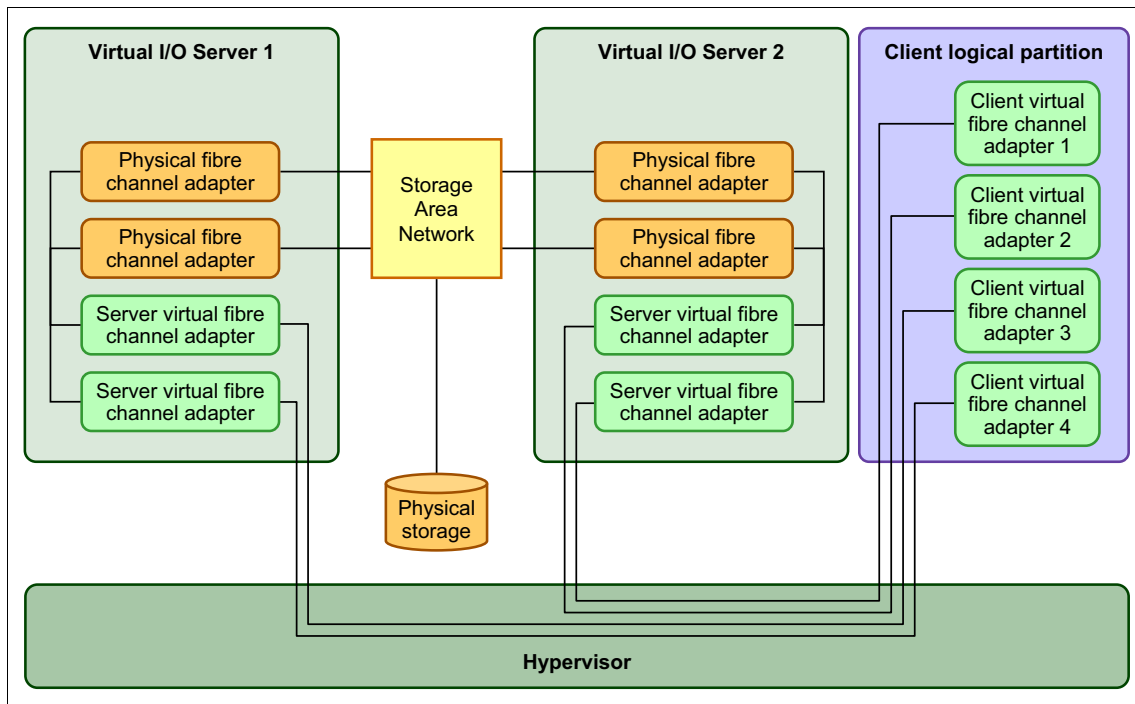 Virtual I/O Server 1
Physical fibre
channel adapter
Physical fibre
channel adapter
Server virtual fibre
channel adapter
Server virtual fibre
channel adapter
Storage
Area
Network
Physical
storage
Virtual I/O Server 2
Physical fibre
channel adapter
Physical fibre
channel adapter
Server virtual fibre
channel adapter
Server virtual fibre
channel adapter
Client logical partition
Client virtual
fibre channel
adapter 1
Client virtual
fibre channel
adapter 2
Client virtual
fibre channel
adapter 3
Client virtual
fibre channel
adapter 4
Hypervisor